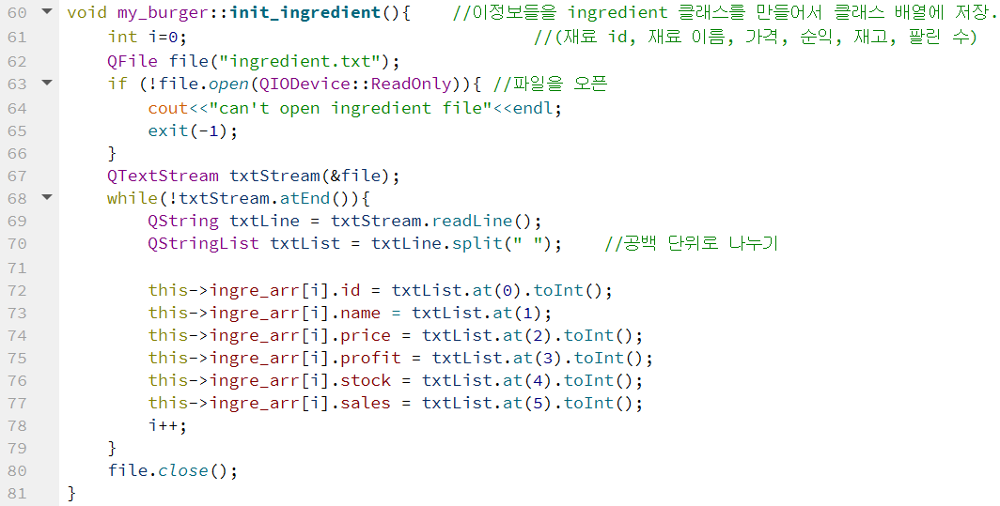 60 void my_burger::init_ingredient(){    //이정보들을 ingredient 클래스를 만들어서 클래스 배열에 저장.
61     int i=0;                                  //(재료 id, 재료 이름, 가격, 순익, 재고, 팔린 수)
62     QFile file("ingredient.txt");
63     if (!file.open(QIODevice::ReadOnly)){ //파일을 오픈
64         cout<<"can't open ingredient file"<<endl;
65         exit(-1);
66     }
67     QTextStream txtStream(&file);
68     while(!txtStream.atEnd()){
69         QString txtLine = txtStream.readLine();
70         QStringList txtList = txtLine.split(" ");    //공백 단위로 나누기
71
72         this->ingre_arr[i].id = txtList.at(0).toInt();
73         this->ingre_arr[i].name = txtList.at(1);
74         this->ingre_arr[i].price = txtList.at(2).toInt();
75         this->ingre_arr[i].profit = txtList.at(3).toInt();
76         this->ingre_arr[i].stock = txtList.at(4).toInt();
77         this->ingre_arr[i].sales = txtList.at(5).toInt();
78         i++;
79     }
80     file.close();
81 }